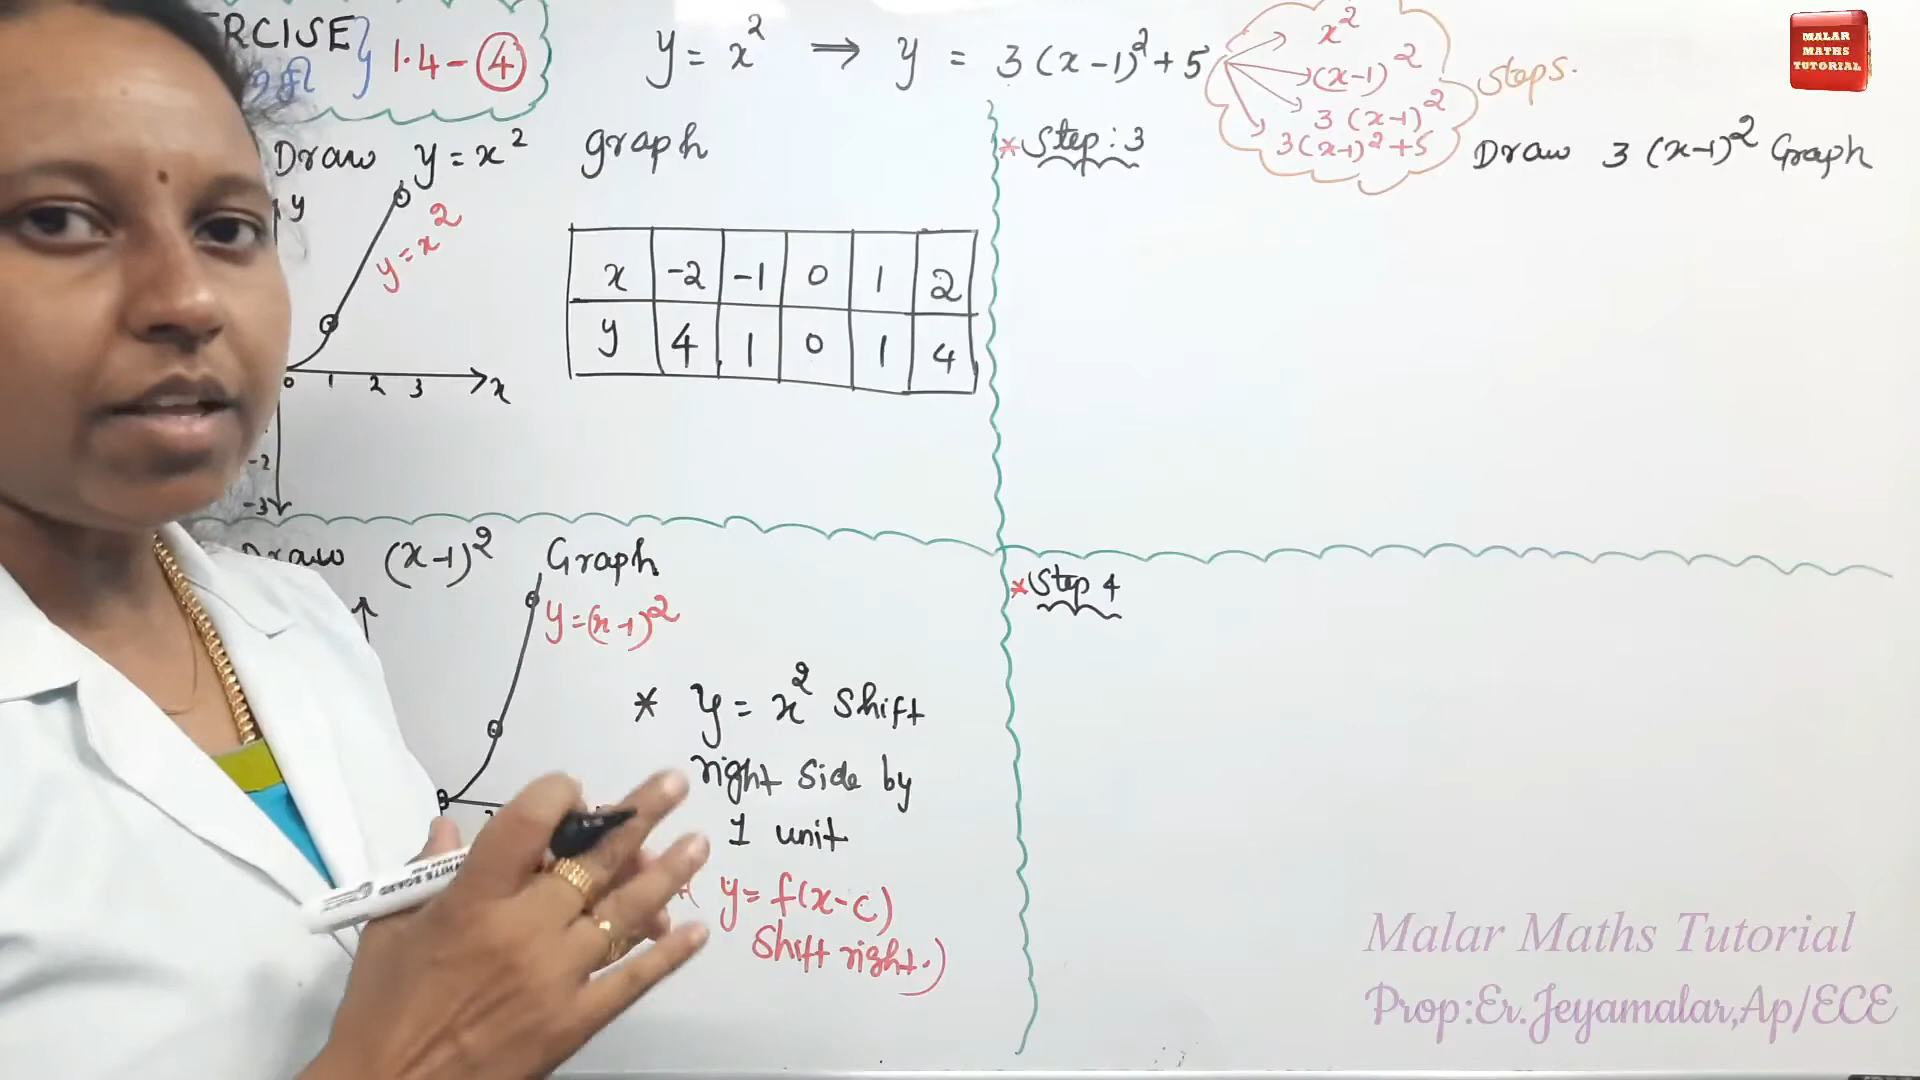 RCISE } 1.4 - 4
y = x² ⇒ y = 3(x-1)²+5
x²
(x-1)²
3(x-1)²
3(x-1)²+5
Steps.
MALAR
MATHS
TUTORIAL
Draw y=x² graph
y
y=x²
0 1 2 3 x
-2
-3
x -2 -1 0 1 2
y 4 1 0 1 4
Draw (x-1)² Graph
y=(x-1)²
* y = x² Shift
right side by
1 unit
y= f(x-c)
Shift right.)
*Step:3
Draw 3(x-1)² Graph
*Step 4
Malar Maths Tutorial
Prop:Er.Jeyamalar,Ap/ECE